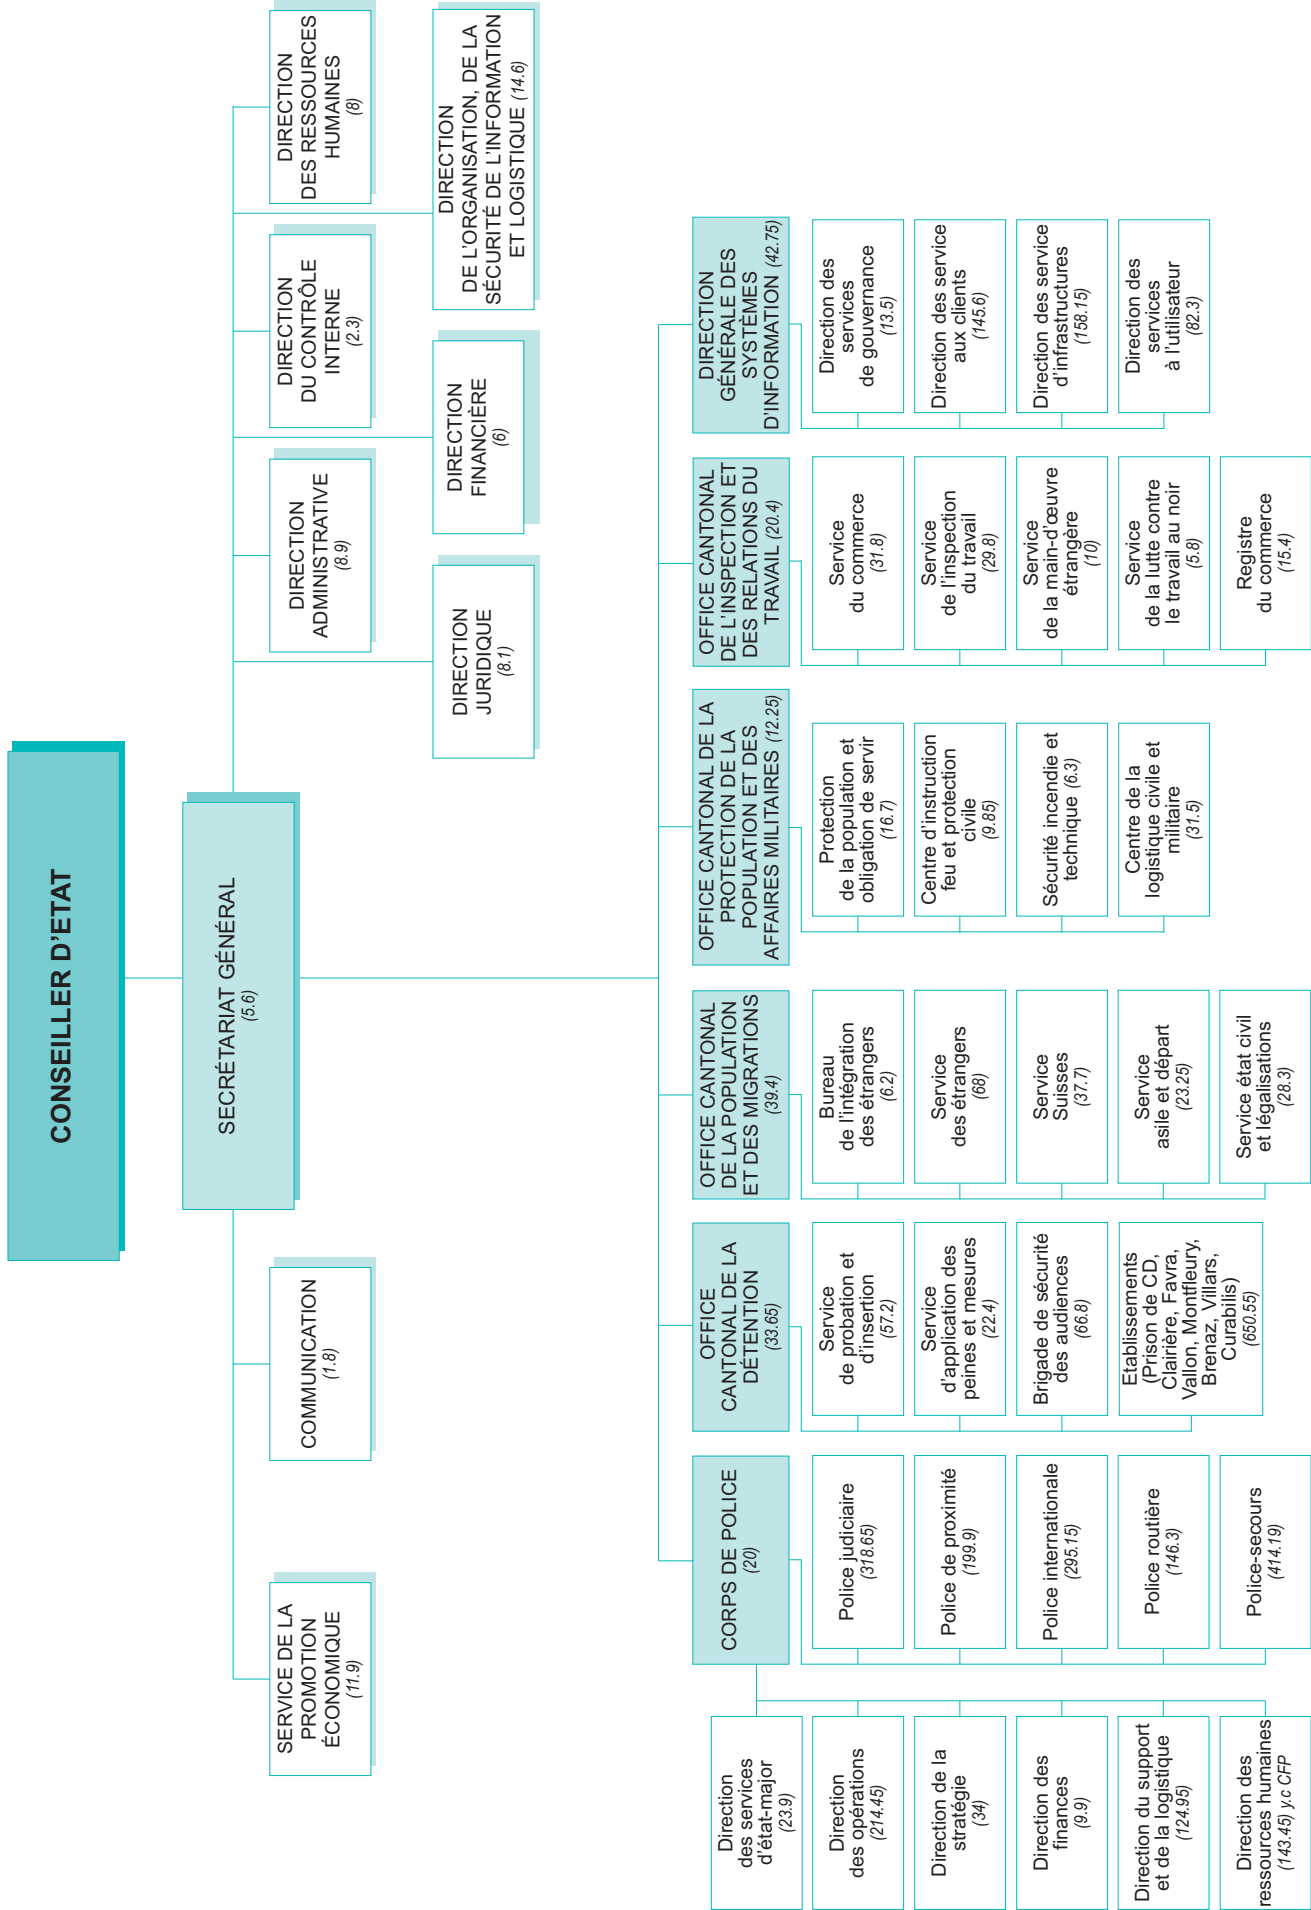 CONSEILLER D'ETAT
SECRÉTARIAT GÉNÉRAL
(5.6)
SERVICE DE LA
PROMOTION
ÉCONOMIQUE
(11.9)
COMMUNICATION
(1.8)
DIRECTION
ADMINISTRATIVE
(8.9)
DIRECTION
DU CONTRÔLE
INTERNE
(2.3)
DIRECTION
DES RESSOURCES
HUMAINES
(8)
DIRECTION
JURIDIQUE
(8.1)
DIRECTION
FINANCIÈRE
(6)
DIRECTION
DE L'ORGANISATION, DE LA
SÉCURITÉ DE L'INFORMATION
ET LOGISTIQUE (14.6)
CORPS DE POLICE
(20)
Direction
des services
d'état-major
(23.9)
Direction
des opérations
(214.45)
Direction de la
stratégie
(34)
Direction des
finances
(9.9)
Direction du support
et de la logistique
(124.95)
Direction des
ressources humaines
(143.45) y.c CFP
Police judiciaire
(318.65)
Police de proximité
(199.9)
Police internationale
(295.15)
Police routière
(146.3)
Police-secours
(414.19)
OFFICE
CANTONAL DE LA
DÉTENTION
(33.65)
Service
de probation et
d'insertion
(57.2)
Service
d'application des
peines et mesures
(22.4)
Brigade de sécurité
des audiences
(66.8)
Etablissements
(Prison de CD,
Clairière, Favra,
Vallon, Montfleury,
Brenaz, Villars,
Curabilis)
(650.55)
OFFICE CANTONAL
DE LA POPULATION
ET DES MIGRATIONS
(39.4)
Bureau
de l'intégration
des étrangers
(6.2)
Service
des étrangers
(68)
Service
Suisses
(37.7)
Service
asile et départ
(23.25)
Service état civil
et légalisations
(28.3)
OFFICE CANTONAL DE LA
PROTECTION DE LA
POPULATION ET DES
AFFAIRES MILITAIRES (12.25)
Protection
de la population et
obligation de servir
(16.7)
Centre d'instruction
feu et protection
civile
(9.85)
Sécurité incendie et
technique (6.3)
Centre de la
logistique civile et
militaire
(31.5)
OFFICE CANTONAL
DE L'INSPECTION ET
DES RELATIONS DU
TRAVAIL (20.4)
Service
du commerce
(31.8)
Service
de l'inspection
du travail
(29.8)
Service
de la main-d'œuvre
étrangère
(10)
Service
de la lutte contre
le travail au noir
(5.8)
Registre
du commerce
(15.4)
DIRECTION
GÉNÉRALE DES
SYSTÈMES
D'INFORMATION (42.75)
Direction des
services
de gouvernance
(13.5)
Direction des service
aux clients
(145.6)
Direction des service
d'infrastructures
(158.15)
Direction des
services
à l'utilisateur
(82.3)